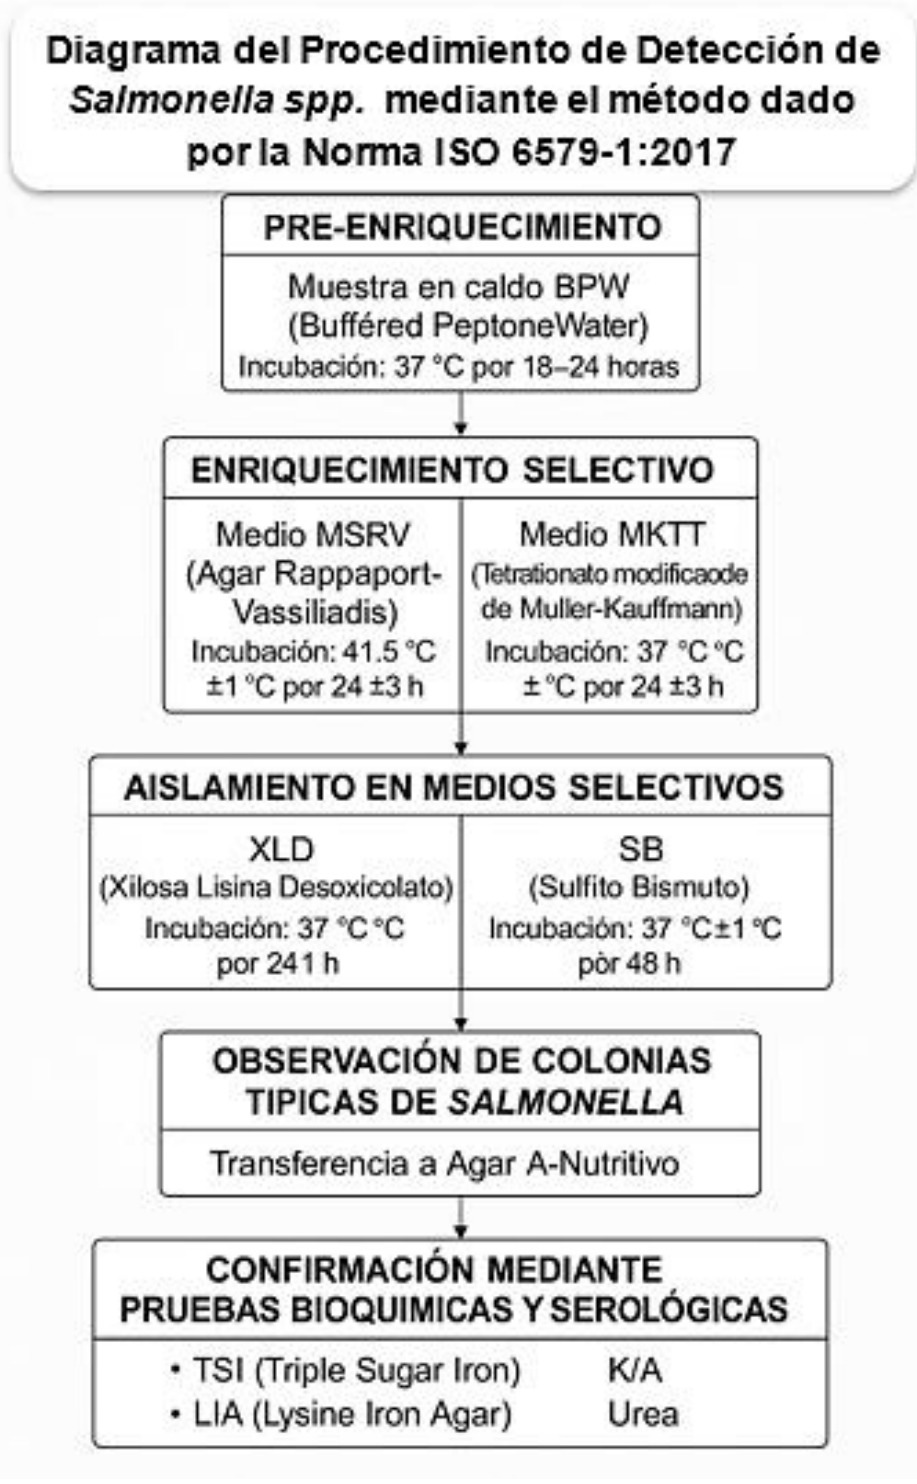 Diagrama del Procedimiento de Detección de
Salmonella spp. mediante el método dado
por la Norma ISO 6579-1:2017
PRE-ENRIQUECIMIENTO
Muestra en caldo BPW
(Bufféred PeptoneWater)
Incubación: 37 °C por 18–24 horas
ENRIQUECIMIENTO SELECTIVO
Medio MSRV
(Agar Rappaport-
Vassiliadis)
Incubación: 41.5 °C
±1 °C por 24 ±3 h
Medio MKTT
(Tetrationato modificaode
de Muller-Kauffmann)
Incubación: 37 °C °C
± °C por 24 ±3 h
AISLAMIENTO EN MEDIOS SELECTIVOS
XLD
(Xilosa Lisina Desoxicolato)
Incubación: 37 °C °C
por 241 h
SB
(Sulfito Bismuto)
Incubación: 37 °C±1 °C
pòr 48 h
OBSERVACIÓN DE COLONIAS
TIPICAS DE SALMONELLA
Transferencia a Agar A-Nutritivo
CONFIRMACIÓN MEDIANTE
PRUEBAS BIOQUIMICAS Y SEROLÓGICAS
• TSI (Triple Sugar Iron) K/A
• LIA (Lysine Iron Agar) Urea